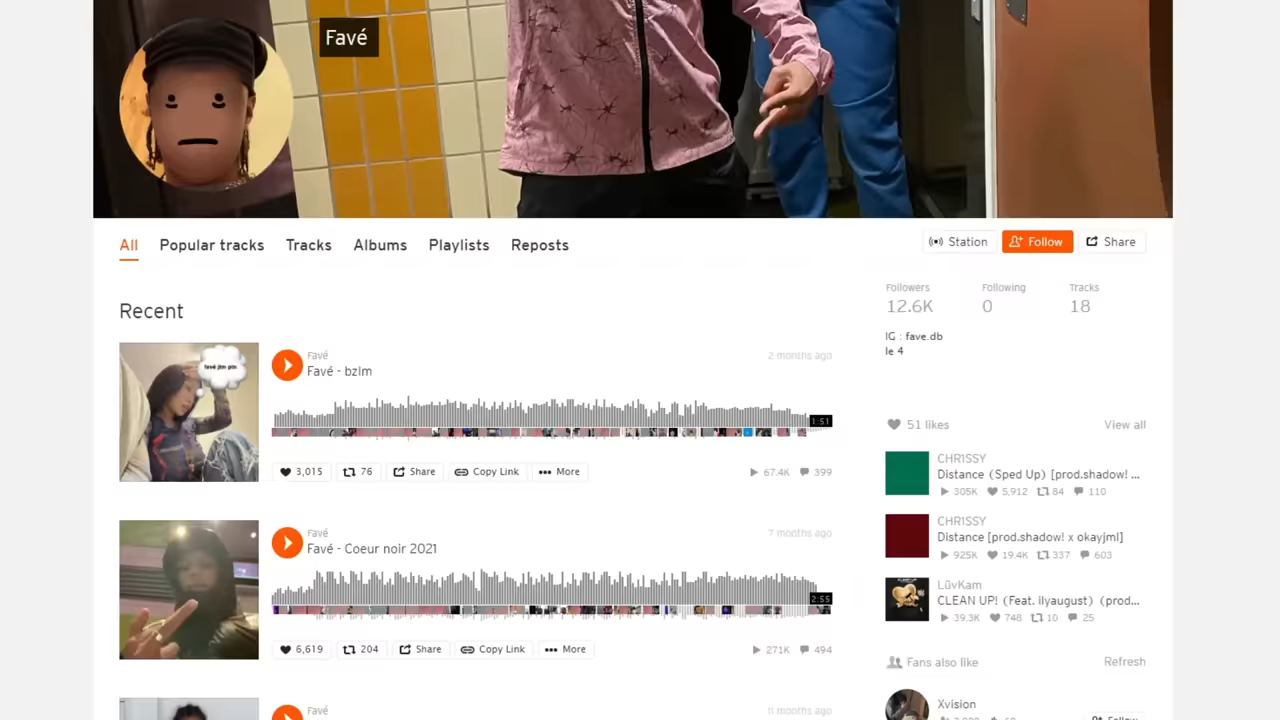 Favé
All Popular tracks Tracks Albums Playlists Reposts
Station Follow Share
Followers Following Tracks
12.6K 0 18
IG : fave.db
le 4
Recent
Favé 2 months ago
Favé - bzlm
favé jtm ptn
1:51
3,015 76 Share Copy Link More 67.4K 399
Favé 7 months ago
Favé - Coeur noir 2021
2:55
6,619 204 Share Copy Link More 271K 494
Favé 11 months ago
51 likes View all
CHR1SSY
Distance (Sped Up) [prod.shadow! ...
305K 5,912 84 110
CHR1SSY
Distance [prod.shadow! x okayjml]
925K 19.4K 337 603
LüvKam
CLEAN UP! (Feat. ilyaugust) (prod...
39.3K 748 10 25
Fans also like Refresh
Xvision
Follow